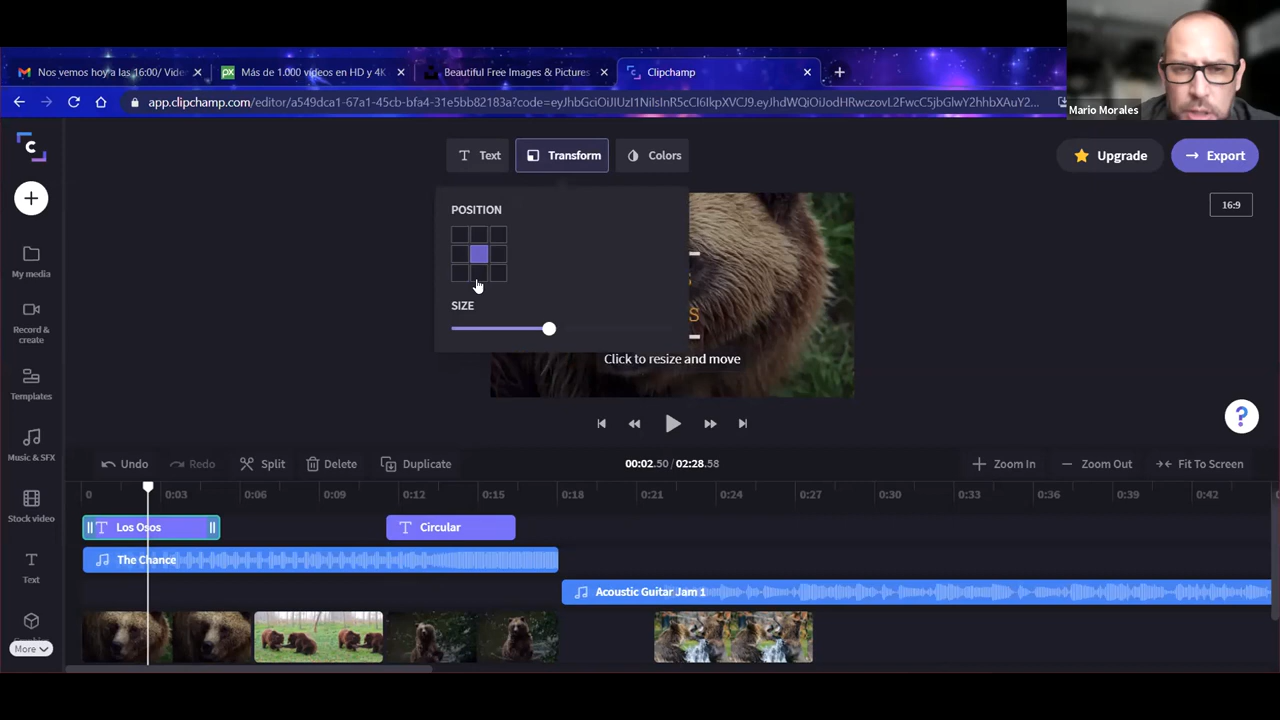 Nos vemos hoy a las 16:00/ Vide
Más de 1.000 vídeos en HD y 4K
Beautiful Free Images & Pictures
Clipchamp
Mario Morales
app.clipchamp.com/editor/a549dca1-67a1-45cb-bfa4-31e5bb82183a?code=
Text
Transform
Colors
Upgrade
Export
POSITION
16:9
My media
SIZE
Record & create
Click to resize and move
Templates
Music & SFX
Undo
Redo
Split
Delete
Duplicate
00:02.50 / 02:28.58
Zoom In
Zoom Out
Fit To Screen
0
0:03
0:06
0:09
0:12
0:15
0:18
0:21
0:24
0:27
0:30
0:33
0:36
0:39
0:42
Stock video
Los Osos
Circular
The Chance
Text
Acoustic Guitar Jam 1
More